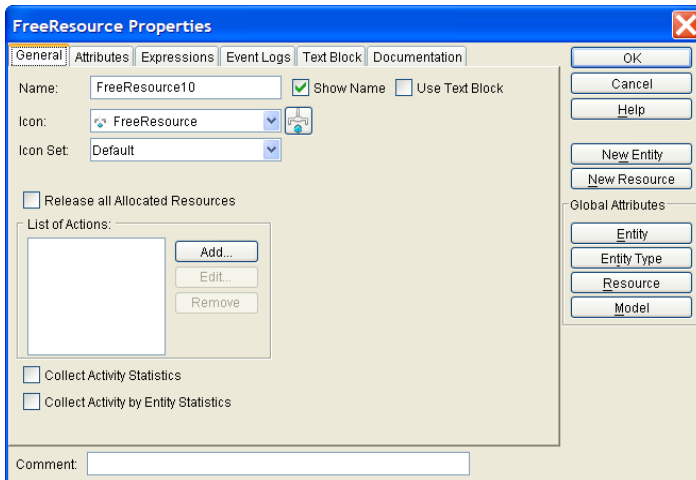 FreeResource Properties
General Attributes Expressions Event Logs Text Block Documentation
Name: FreeResource10 Show Name Use Text Block
Icon: FreeResource
Icon Set: Default
Release all Allocated Resources
List of Actions:
Add...
Edit...
Remove
Collect Activity Statistics
Collect Activity by Entity Statistics
Comment:
OK
Cancel
Help
New Entity
New Resource
Global Attributes
Entity
Entity Type
Resource
Model